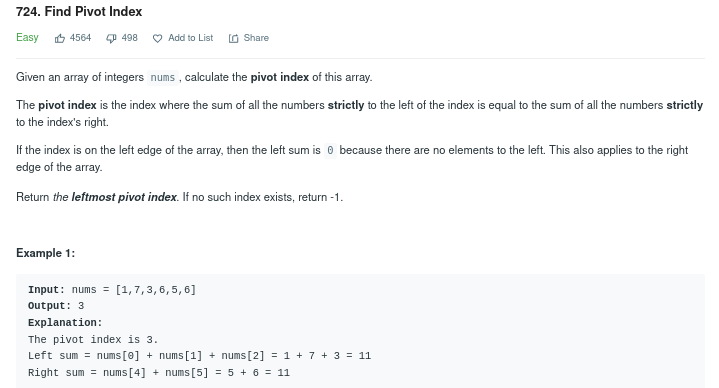 724. Find Pivot Index
Easy 4564 498 Add to List Share
Given an array of integers nums , calculate the pivot index of this array.
The pivot index is the index where the sum of all the numbers strictly to the left of the index is equal to the sum of all the numbers strictly
to the index's right.
If the index is on the left edge of the array, then the left sum is 0 because there are no elements to the left. This also applies to the right
edge of the array.
Return the leftmost pivot index. If no such index exists, return -1.
Example 1:
Input: nums = [1,7,3,6,5,6]
Output: 3
Explanation:
The pivot index is 3.
Left sum = nums[0] + nums[1] + nums[2] = 1 + 7 + 3 = 11
Right sum = nums[4] + nums[5] = 5 + 6 = 11